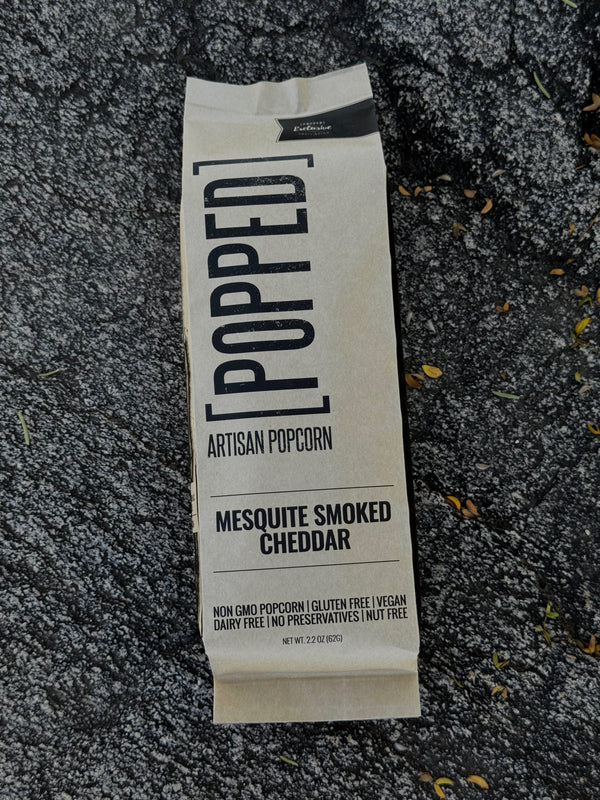 Exclusive
[POPPED]
ARTISAN POPCORN
MESQUITE SMOKED
CHEDDAR
NON GMO POPCORN | GLUTEN FREE | VEGAN
DAIRY FREE | NO PRESERVATIVES | NUT FREE
NET WT. 2.2 OZ (62G)